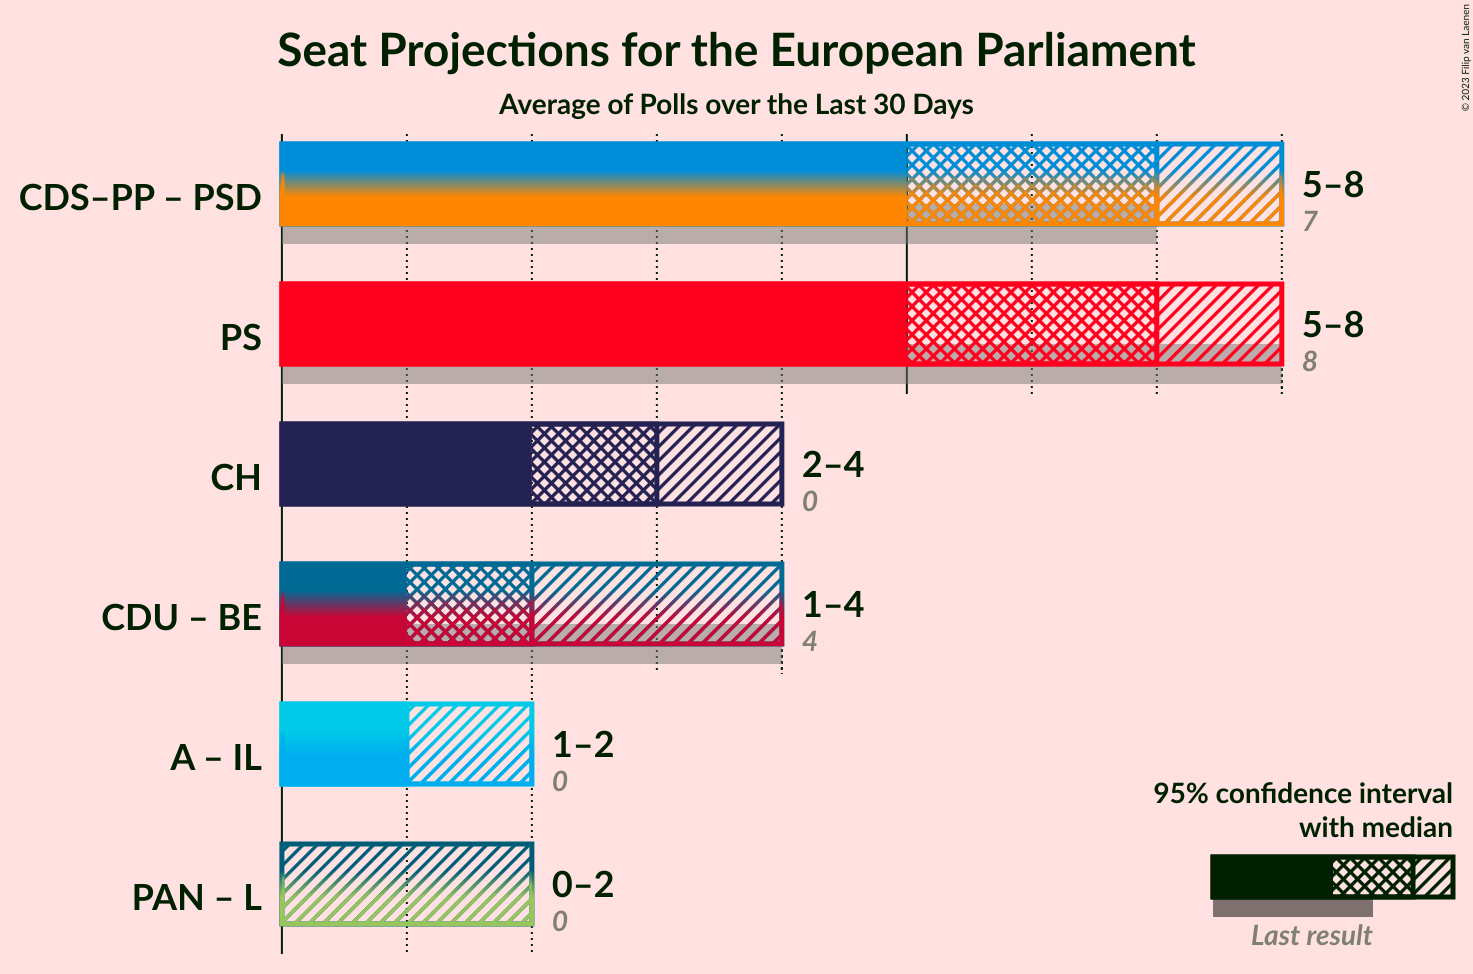 Seat Projections for the European Parliament
Average of Polls over the Last 30 Days
© 2023 Filip van Laenen
CDS–PP – PSD
5–8
7
PS
5–8
8
CH
2–4
0
CDU – BE
1–4
4
A – IL
1–2
0
PAN – L
0–2
0
95% confidence interval
with median
Last result